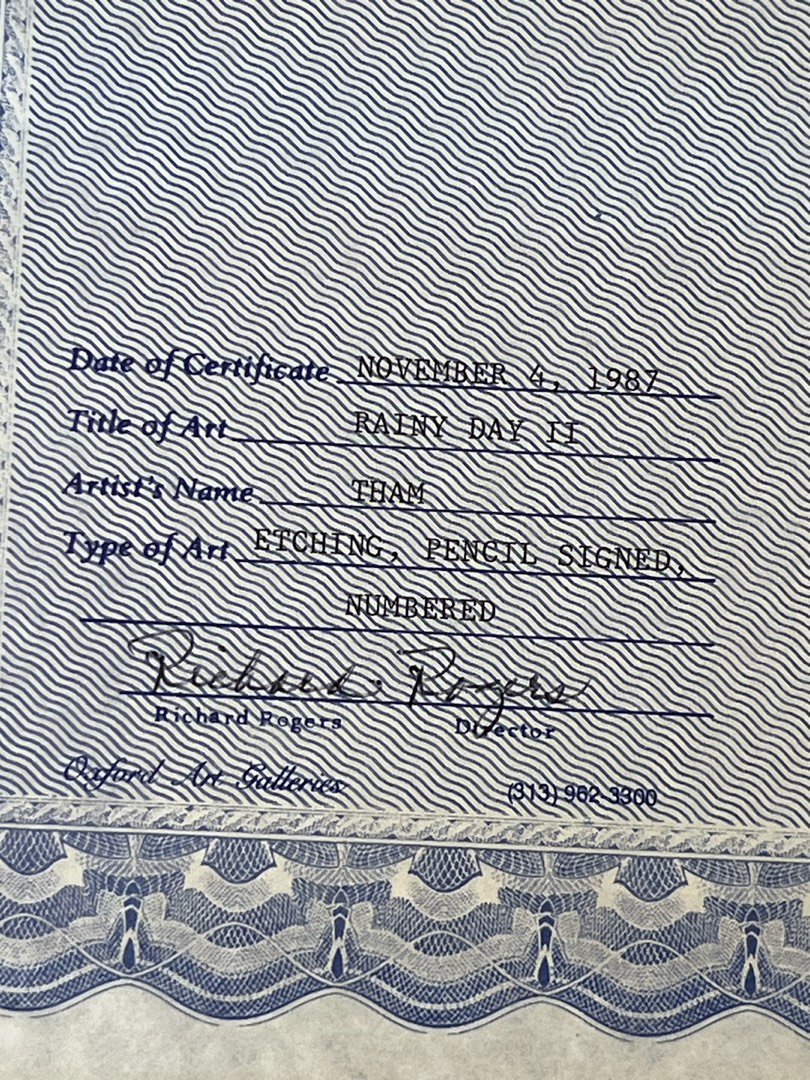 Date of Certificate NOVEMBER 4, 1987
Title of Art RAINY DAY II
Artist's Name THAM
Type of Art ETCHING, PENCIL SIGNED,
NUMBERED
Richard Rogers
Richard Rogers Director
Oxford Art Galleries (313) 962-3300